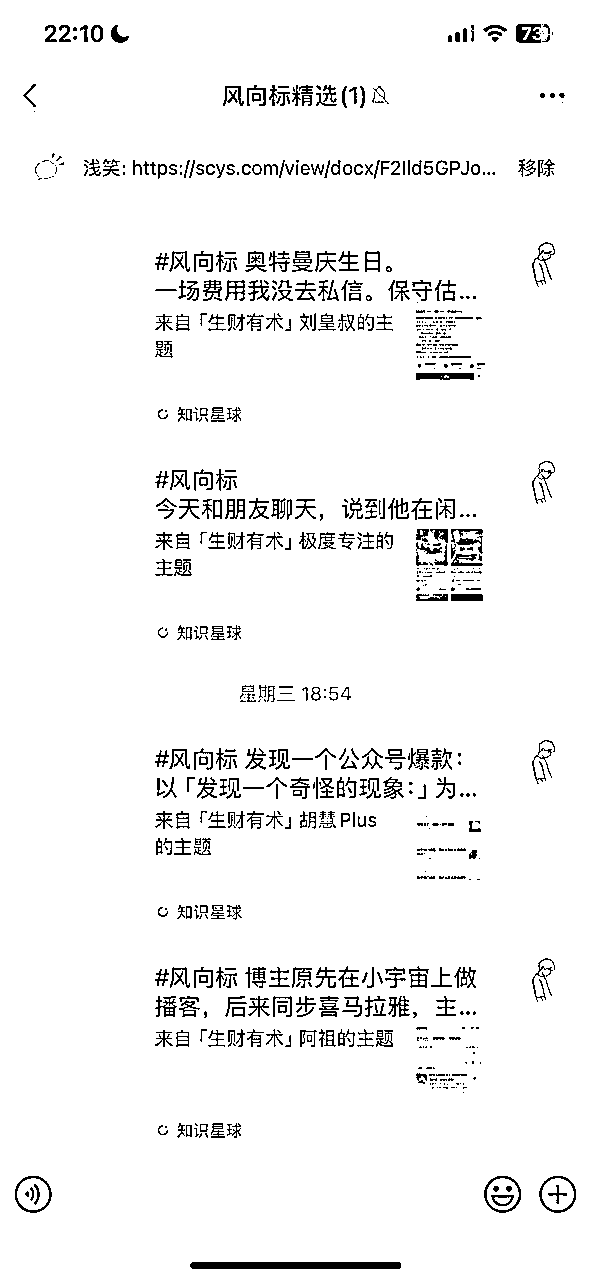 22:10
73
风向标精选(1)
浅笑: https://scys.com/view/docx/F2Ild5GPJo... 移除
#风向标 奥特曼庆生日。
一场费用我没去私信。保守估...
来自「生财有术」刘皇叔的主
题
知识星球
#风向标
今天和朋友聊天，说到他在闲...
来自「生财有术」极度专注的
主题
知识星球
星期三 18:54
#风向标 发现一个公众号爆款：
以「发现一个奇怪的现象：」为...
来自「生财有术」胡慧Plus
的主题
知识星球
#风向标 博主原先在小宇宙上做
播客，后来同步喜马拉雅，主...
来自「生财有术」阿祖的主题
知识星球